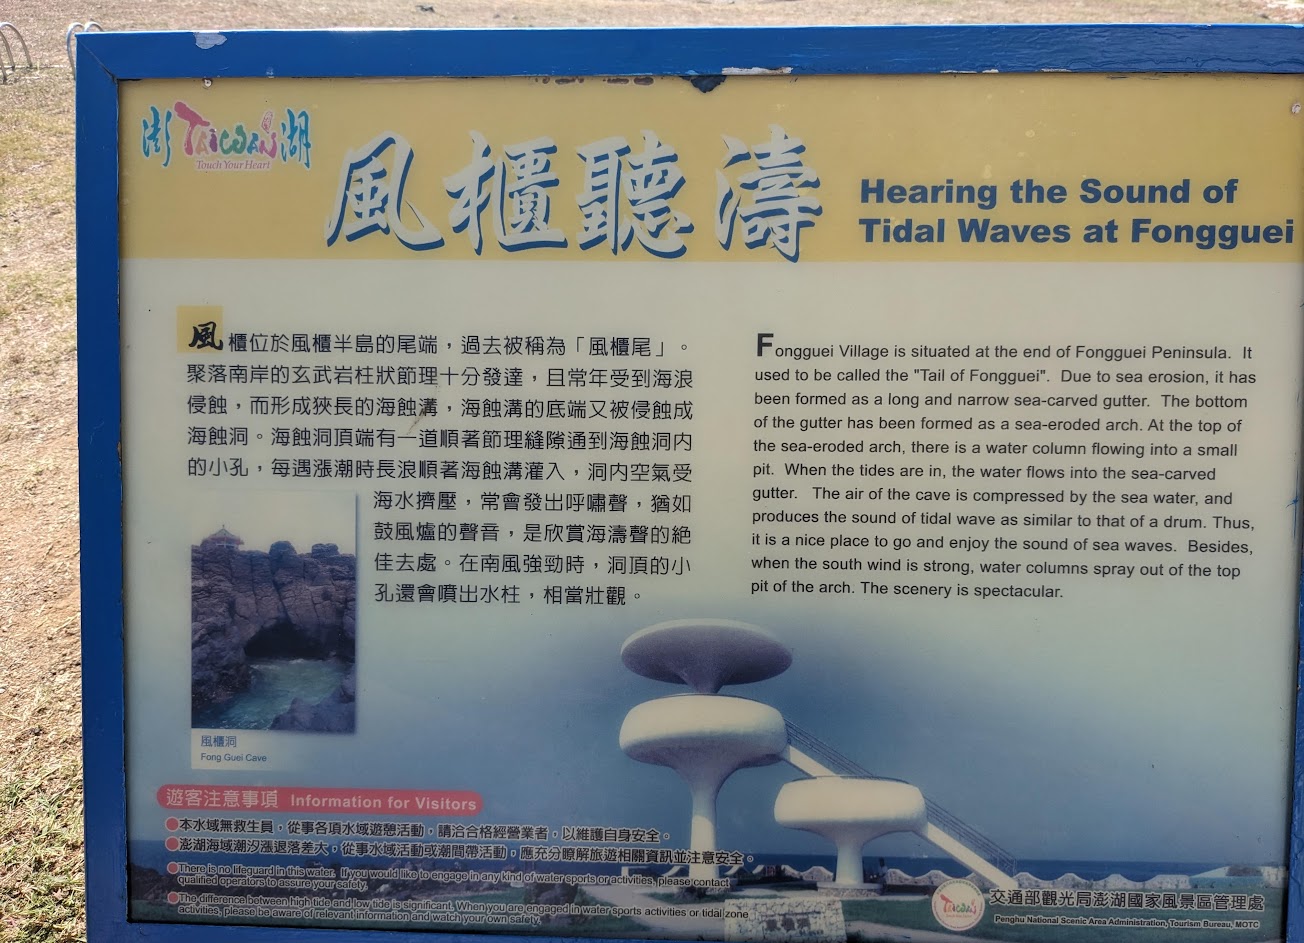 澎 TAIWAN 湖
Touch Your Heart
風櫃聽濤
Hearing the Sound of
Tidal Waves at Fongguei
風櫃位於風櫃半島的尾端，過去被稱為「風櫃尾」。
聚落南岸的玄武岩柱狀節理十分發達，且常年受到海浪
侵蝕，而形成狹長的海蝕溝，海蝕溝的底端又被侵蝕成
海蝕洞。海蝕洞頂端有一道順著節理縫隙通到海蝕洞內
的小孔，每遇漲潮時長浪順著海蝕溝灌入，洞內空氣受
海水擠壓，常會發出呼嘯聲，猶如
鼓風爐的聲音，是欣賞海濤聲的絶
佳去處。在南風強勁時，洞頂的小
孔還會噴出水柱，相當壯觀。
Fongguei Village is situated at the end of Fongguei Peninsula. It
used to be called the "Tail of Fongguei". Due to sea erosion, it has
been formed as a long and narrow sea-carved gutter. The bottom
of the gutter has been formed as a sea-eroded arch. At the top of
the sea-eroded arch, there is a water column flowing into a small
pit. When the tides are in, the water flows into the sea-carved
gutter. The air of the cave is compressed by the sea water, and
produces the sound of tidal wave as similar to that of a drum. Thus,
it is a nice place to go and enjoy the sound of sea waves. Besides,
when the south wind is strong, water columns spray out of the top
pit of the arch. The scenery is spectacular.
風櫃洞
Fong Guei Cave
遊客注意事項 Information for Visitors
本水域無救生員，從事各項水域遊憩活動，請洽合格經營業者，以維護自身安全。
澎湖海域潮汐漲退落差大，從事水域活動或潮間帶活動，應充分瞭解旅遊相關資訊並注意安全。
There is no lifeguard in this water. If you would like to engage in any kind of water sports or activities, please contact
qualified operators to assure your safety.
The difference between high tide and low tide is significant. When you are engaged in water sports activities or tidal zone
activities, please be aware of relevant information and watch your own safety.
TAIWAN
交通部觀光局澎湖國家風景區管理處
Penghu National Scenic Area Administration, Tourism Bureau, MOTC